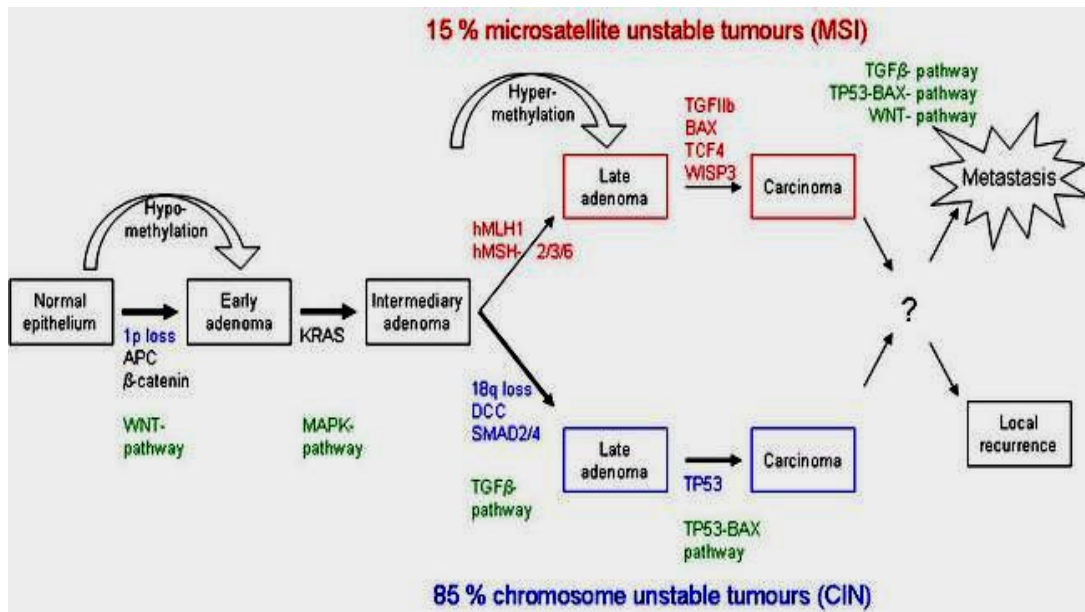 15 % microsatellite unstable tumours (MSI)
TGFβ- pathway
TP53-BAX- pathway
WNT- pathway
Hyper-
methylation
TGFIIb
BAX
TCF4
WISP3
Late
adenoma
Carcinoma
Metastasis
Hypo-
methylation
hMLH1
hMSH- 2/3/6
Normal
epithelium
Early
adenoma
Intermediary
adenoma
?
1p loss
APC
β-catenin
KRAS
WNT-
pathway
MAPK-
pathway
18q loss
DCC
SMAD2/4
TGFβ-
pathway
Late
adenoma
TP53
Carcinoma
Local
recurrence
TP53-BAX
pathway
85 % chromosome unstable tumours (CIN)